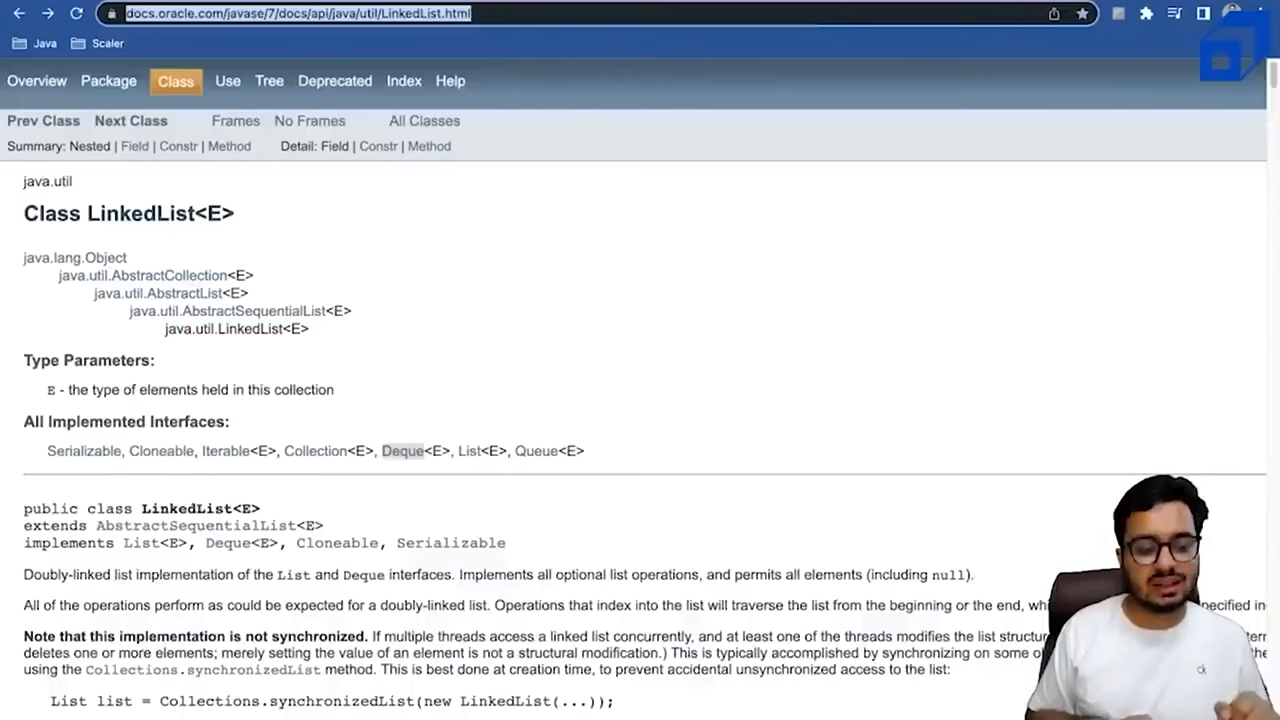 docs.oracle.com/javase/7/docs/api/java/util/LinkedList.html
Java Scaler
Overview Package Class Use Tree Deprecated Index Help
Prev Class Next Class Frames No Frames All Classes
Summary: Nested | Field | Constr | Method Detail: Field | Constr | Method
java.util
Class LinkedList<E>
java.lang.Object
java.util.AbstractCollection<E>
java.util.AbstractList<E>
java.util.AbstractSequentialList<E>
java.util.LinkedList<E>
Type Parameters:
E - the type of elements held in this collection
All Implemented Interfaces:
Serializable, Cloneable, Iterable<E>, Collection<E>, Deque<E>, List<E>, Queue<E>
public class LinkedList<E>
extends AbstractSequentialList<E>
implements List<E>, Deque<E>, Cloneable, Serializable
Doubly-linked list implementation of the List and Deque interfaces. Implements all optional list operations, and permits all elements (including null).
All of the operations perform as could be expected for a doubly-linked list. Operations that index into the list will traverse the list from the beginning or the end,
Note that this implementation is not synchronized. If multiple threads access a linked list concurrently, and at least one of the threads modifies the list
deletes one or more elements; merely setting the value of an element is not a structural modification.) This is typically accomplished by synchronizing on some
using the Collections.synchronizedList method. This is best done at creation time, to prevent accidental unsynchronized access to the list:
List list = Collections.synchronizedList(new LinkedList(...));